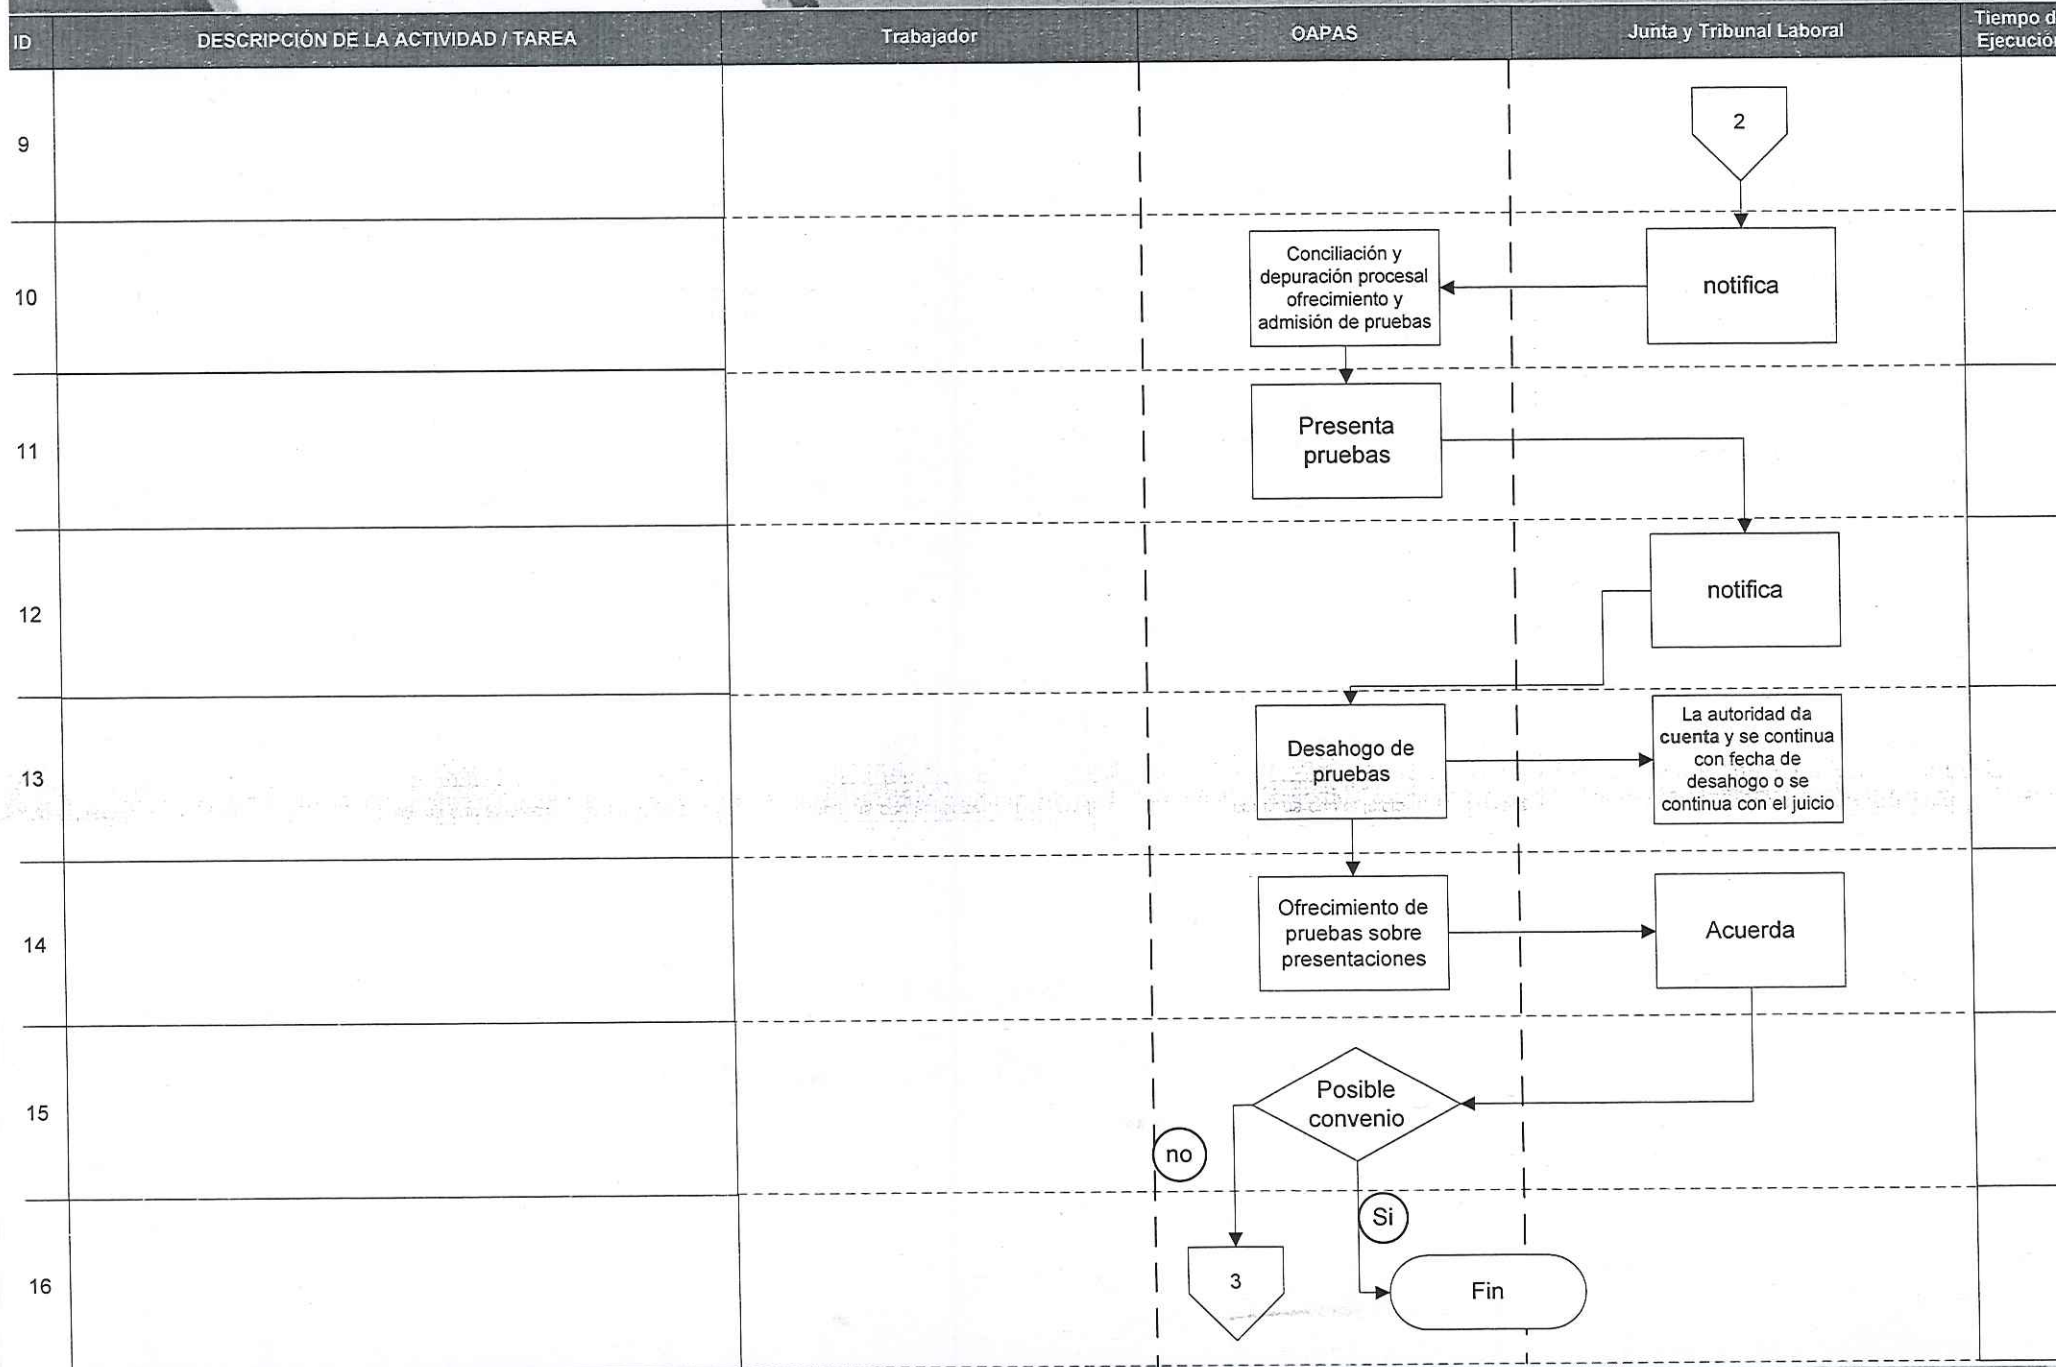 ID
DESCRIPCIÓN DE LA ACTIVIDAD / TAREA
Trabajador
OAPAS
Junta y Tribunal Laboral
Tiempo d
Ejecución
9
2
10
Conciliación y
depuración procesal
ofrecimiento y
admisión de pruebas
notifica
11
Presenta
pruebas
12
notifica
13
Desahogo de
pruebas
La autoridad da
cuenta y se continua
con fecha de
desahogo o se
continua con el juicio
14
Ofrecimiento de
pruebas sobre
presentaciones
Acuerda
15
Posible
convenio
no
Si
16
3
Fin